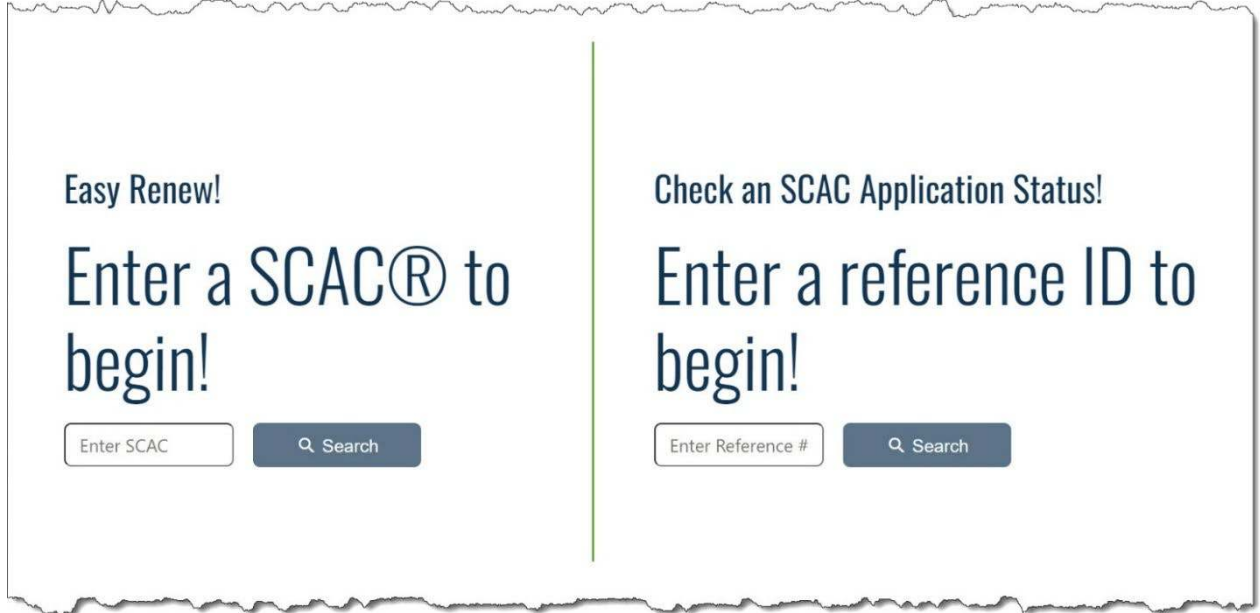 Easy Renew!
Enter a SCAC® to
begin!
Enter SCAC
Search
Check an SCAC Application Status!
Enter a reference ID to
begin!
Enter Reference #
Search